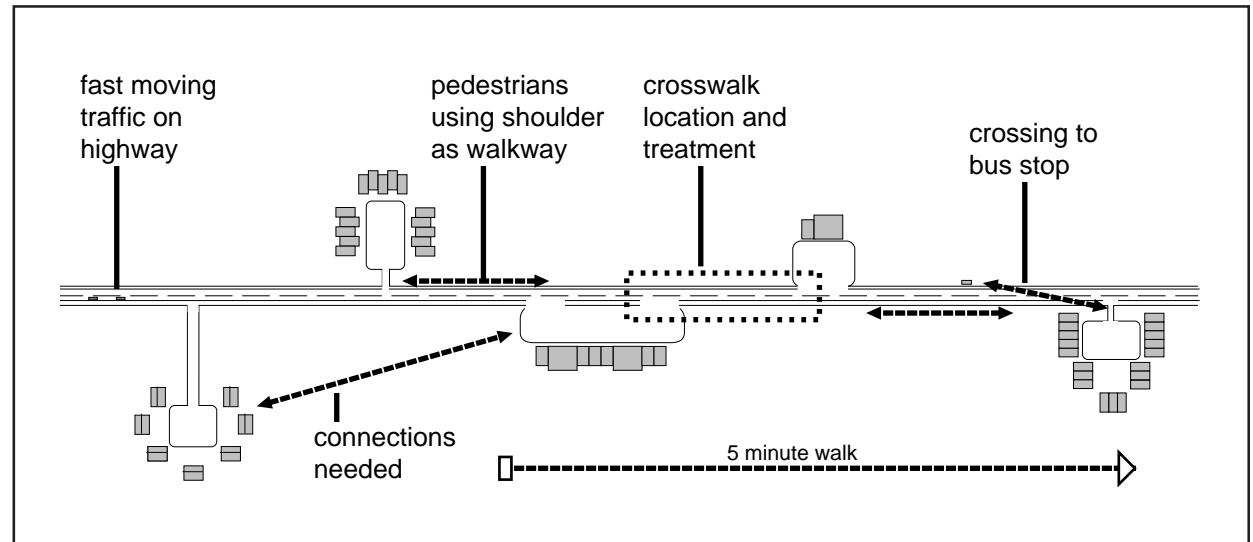 fast moving
traffic on
highway
pedestrians
using shoulder
as walkway
crosswalk
location and
treatment
crossing to
bus stop
connections
needed
5 minute walk